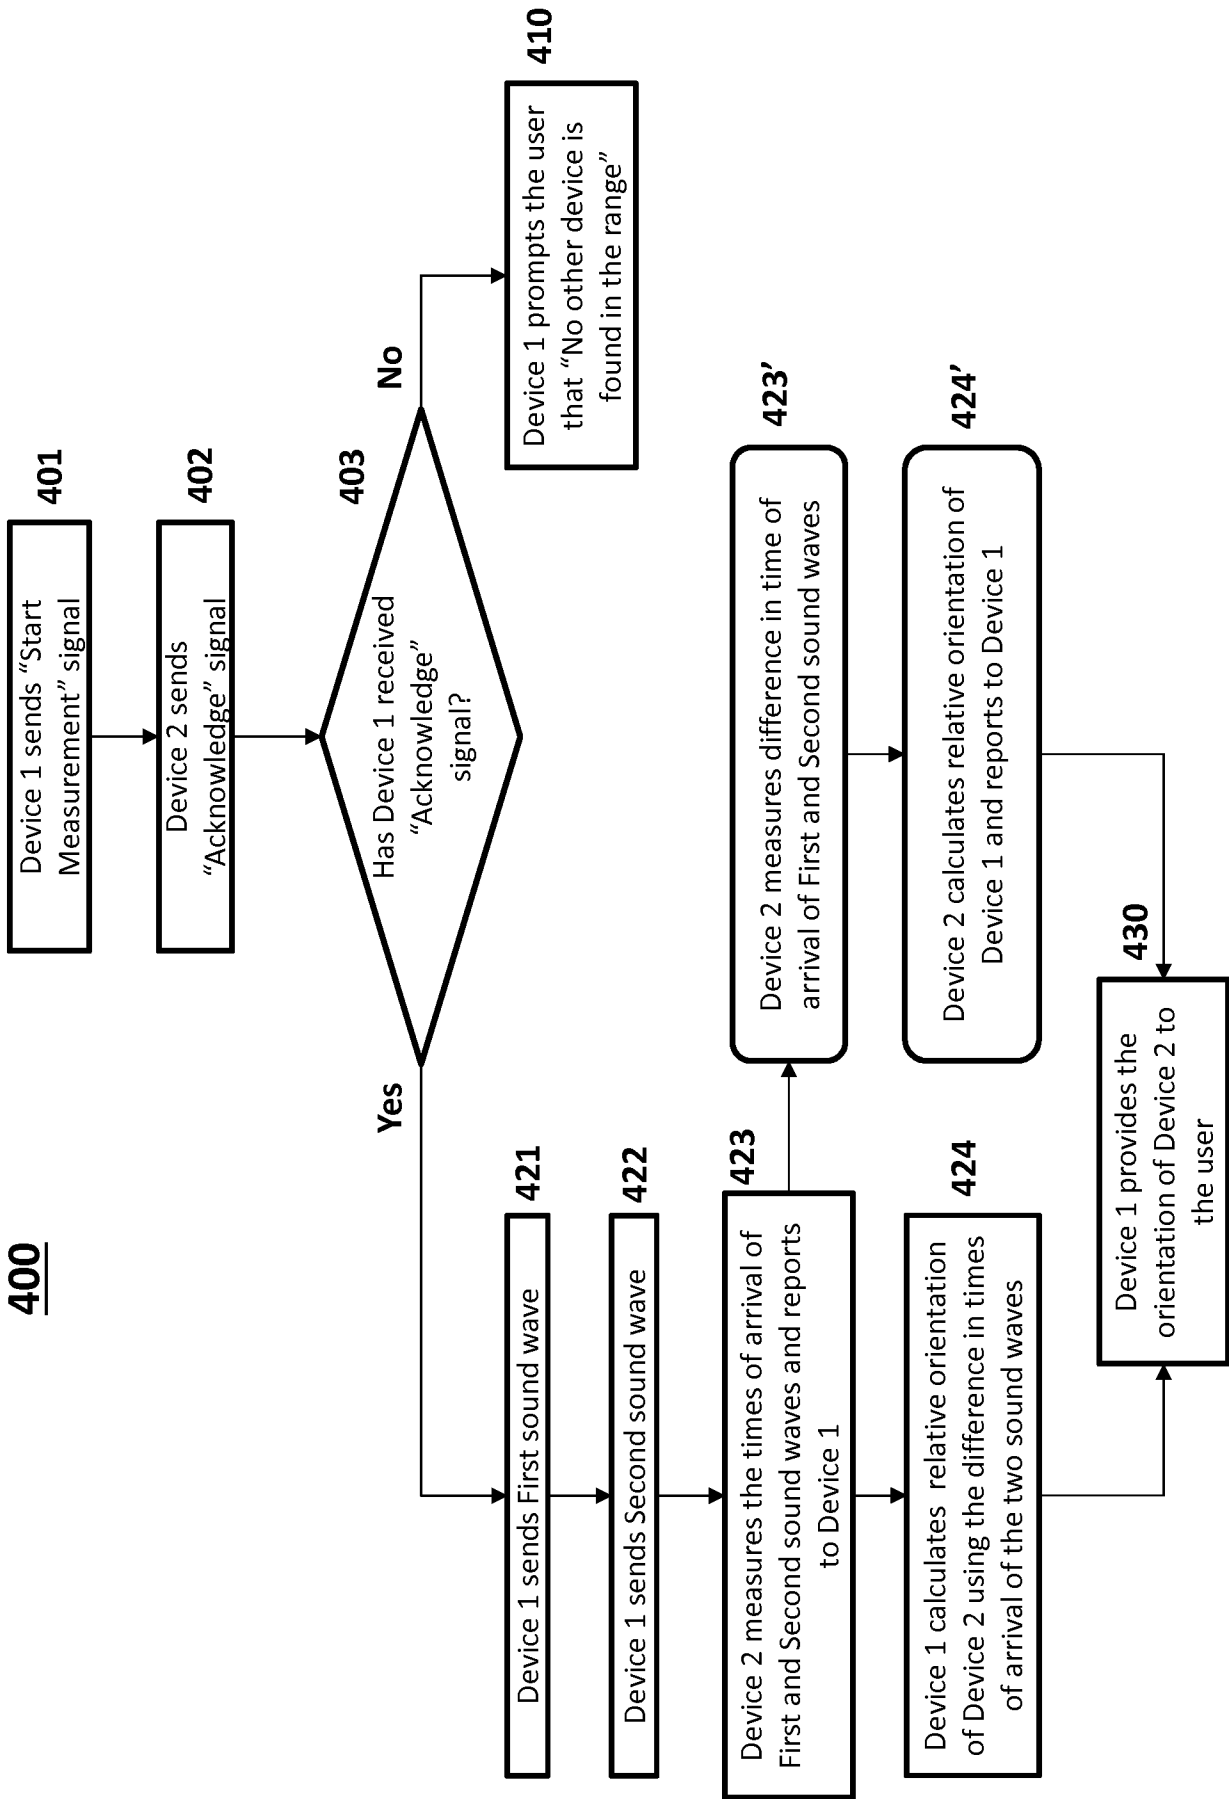 400
Device 1 sends “Start
Measurement” signal
401
Device 2 sends
“Acknowledge” signal
402
Has Device 1 received
“Acknowledge”
signal?
403
Yes
No
Device 1 prompts the user
that “No other device is
found in the range”
410
Device 1 sends First sound wave
421
Device 1 sends Second sound wave
422
Device 2 measures the times of arrival of
First and Second sound waves and reports
to Device 1
423
Device 2 measures difference in time of
arrival of First and Second sound waves
423’
Device 1 calculates relative orientation
of Device 2 using the difference in times
of arrival of the two sound waves
424
Device 2 calculates relative orientation of
Device 1 and reports to Device 1
424’
Device 1 provides the
orientation of Device 2 to
the user
430